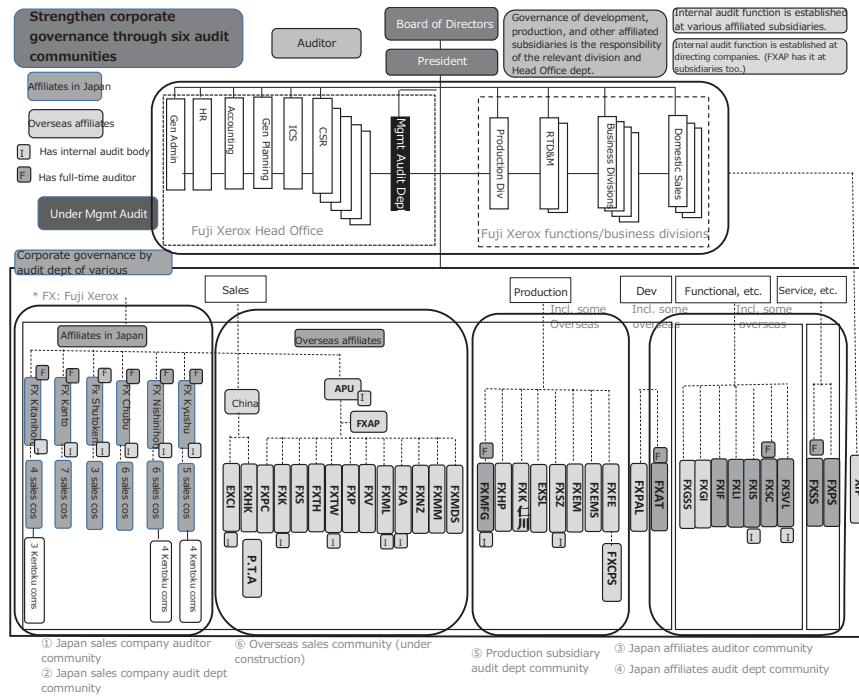 Strengthen corporate
governance through six audit
communities
Auditor
Board of Directors
President
Governance of development,
production, and other affiliated
subsidiaries is the responsibility
of the relevant division and
Head Office dept.
Internal audit function is established
at various affiliated subsidiaries.
Internal audit function is established at
directing companies. (FXAP has it at
subsidiaries too.)
Affiliates in Japan
Overseas affiliates
I Has internal audit body
F Has full-time auditor
Under Mgmt Audit
Gen Admin
HR
Accounting
Gen Planning
ICS
CSR
Mgmt Audit Dep
Production Div
RTD&M
Business Divisions
Domestic Sales
Fuji Xerox Head Office
Fuji Xerox functions/business divisions
Corporate governance by
audit dept of various
* FX: Fuji Xerox
Sales
Production
Dev
Functional, etc.
Service, etc.
Incl. some
Overseas
Incl. some
overseas
Incl. some
overseas
Affiliates in Japan
Overseas affiliates
F
F
F
F
F
F
FX Kitanihon
FX Kanto
FX Shutoken
FX Chubu
FX Nishinihon
FX Kyushu
I
I
I
I
I
I
4 sales cos
7 sales cos
3 sales cos
6 sales cos
6 sales cos
5 sales cos
3 Kentoku coms
4 Kentoku coms
4 Kentoku coms
China
APU
I
FXAP
EXCI
FXHK
FXPC
FXK
FXS
FXTH
FXTW
FXP
FXV
FXML
FXA
FXNZ
FXMM
FXMDS
I
I
I
I
I
P.T.A
F
FXMFG
FXHP
FXK 仁川
EXSL
FXSZ
FXEM
FXEMS
FXFE
I
I
FXCPS
F
FXPAL
FXAT
F
FXGSS
FXGI
FXIF
FXLI
FXIS
FXSC
FXSVL
I
I
F
FXSS
FXPS
① Japan sales company auditor
community
② Japan sales company audit dept
community
⑥ Overseas sales community (under
construction)
⑤ Production subsidiary
audit dept community
③ Japan affiliates auditor community
④ Japan affiliates audit dept community